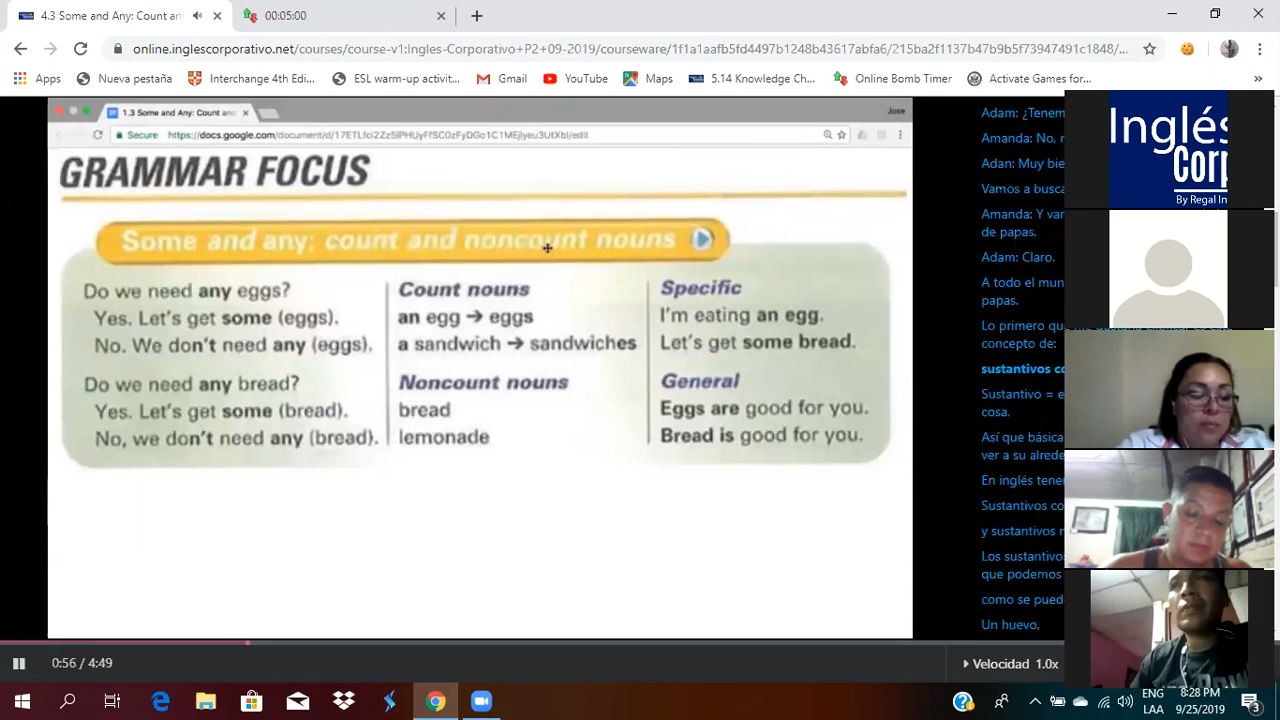 4.3 Some and Any: Count an
00:05:00
online.inglescorporativo.net/courses/course-v1:Ingles-Corporativo+P2+09-2019/courseware/1f1a1aafb5fd4497b1248b43617abfa6/215ba2f1137b47b9b5f73947491c1848/...
Apps
Nueva pestaña
Interchange 4th Edi...
ESL warm-up activit...
Gmail
YouTube
Maps
5.14 Knowledge Ch...
Online Bomb Timer
Activate Games for...
»
1.3 Some and Any: Count and
Jose
Secure
GRAMMAR FOCUS
Some and any; count and noncount nouns
Do we need any eggs?
Yes. Let's get some (eggs).
No. We don't need any (eggs).
Do we need any bread?
Yes. Let's get some (bread).
No, we don't need any (bread).
Count nouns
an egg → eggs
a sandwich → sandwiches
Noncount nouns
bread
lemonade
Specific
I'm eating an egg.
Let's get some bread.
General
Eggs are good for you.
Bread is good for you.
Adam: ¿Tenem
Amanda: No, 
Adan: Muy bie
Vamos a busca
Amanda: Y va
de papas.
Adam: Claro.
A todo el mun
papas.
Lo primero qu
concepto de:
sustantivos co
Sustantivo = e
cosa.
Así que básica
ver a su alrede
En inglés tene
Sustantivos co
y sustantivos
Los sustantivo
que podemos
como se pued
Un huevo,
Inglés
Corp
By Regal In
0:56 / 4:49
Velocidad 1.0x
ENG
LAA
8:28 PM
9/25/2019
3